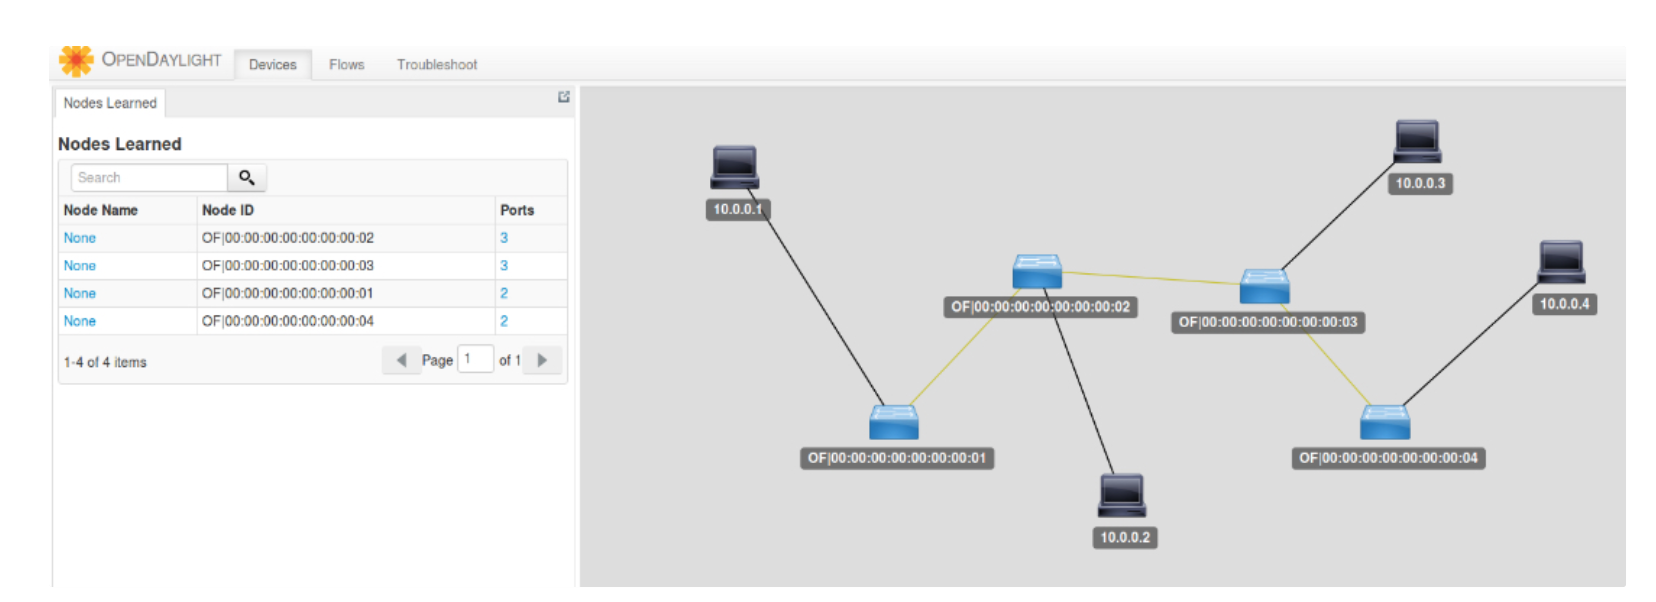 OPENDAYLIGHT Devices Flows Troubleshoot
Nodes Learned
Nodes Learned
Search
Node Name Node ID Ports
None OF|00:00:00:00:00:00:00:02 3
None OF|00:00:00:00:00:00:00:03 3
None OF|00:00:00:00:00:00:00:01 2
None OF|00:00:00:00:00:00:00:04 2
1-4 of 4 items Page 1 of 1
10.0.0.3
10.0.0.1
10.0.0.4
OF|00:00:00:00:00:00:00:02
OF|00:00:00:00:00:00:00:03
OF|00:00:00:00:00:00:00:01
OF|00:00:00:00:00:00:00:04
10.0.0.2